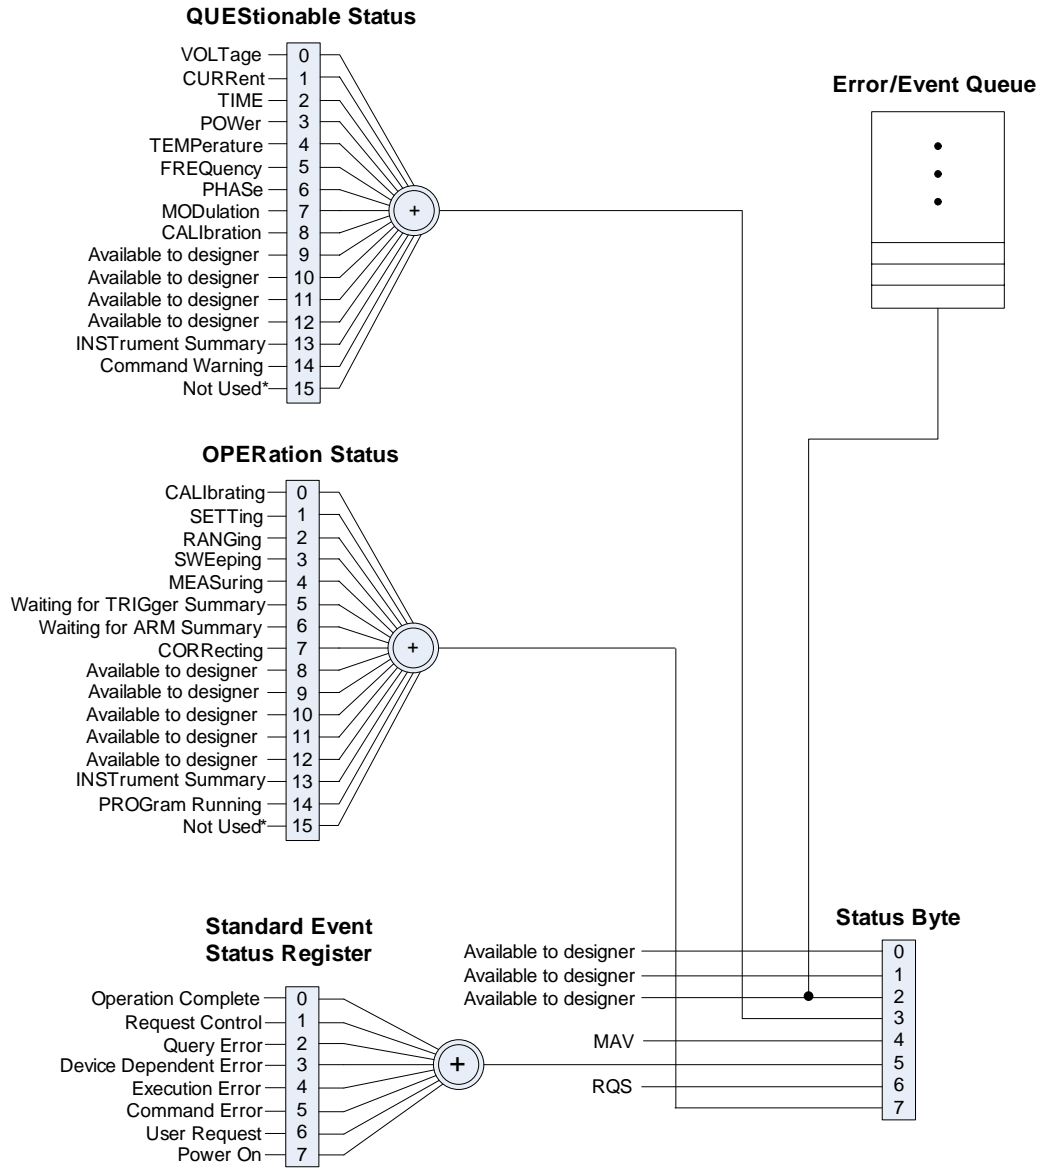 QUEStionable Status
VOLTage 0
CURRent 1
TIME 2
POWer 3
TEMPerature 4
FREQuency 5
PHASe 6
MODulation 7
CALIbration 8
Available to designer 9
Available to designer 10
Available to designer 11
Available to designer 12
INSTrument Summary 13
Command Warning 14
Not Used* 15
+
Error/Event Queue
OPERation Status
CALIbrating 0
SETTing 1
RANGing 2
SWEeping 3
MEASuring 4
Waiting for TRIGger Summary 5
Waiting for ARM Summary 6
CORRecting 7
Available to designer 8
Available to designer 9
Available to designer 10
Available to designer 11
Available to designer 12
INSTrument Summary 13
PROGram Running 14
Not Used* 15
+
Standard Event
Status Register
Operation Complete 0
Request Control 1
Query Error 2
Device Dependent Error 3
Execution Error 4
Command Error 5
User Request 6
Power On 7
+
Status Byte
Available to designer 0
Available to designer 1
Available to designer 2
3
MAV 4
5
RQS 6
7